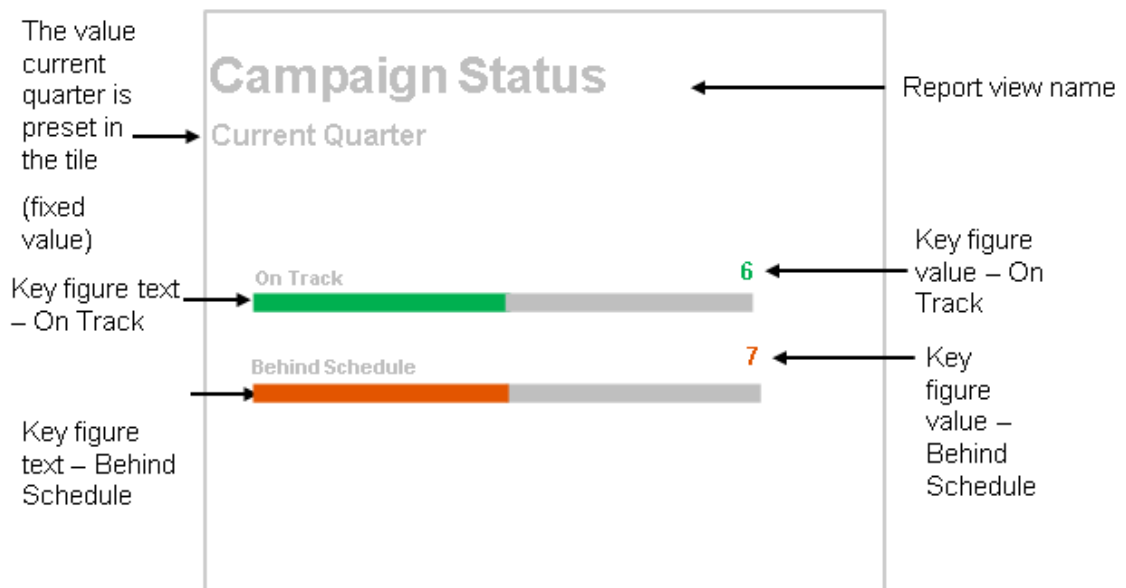 The value
current
quarter is
preset in
the tile
(fixed
value)
Campaign Status
Report view name
Current Quarter
Key figure
value – On
Track
On Track
6
Key figure text
– On Track
Behind Schedule
7
Key
figure
value –
Behind
Schedule
Key figure
text – Behind
Schedule